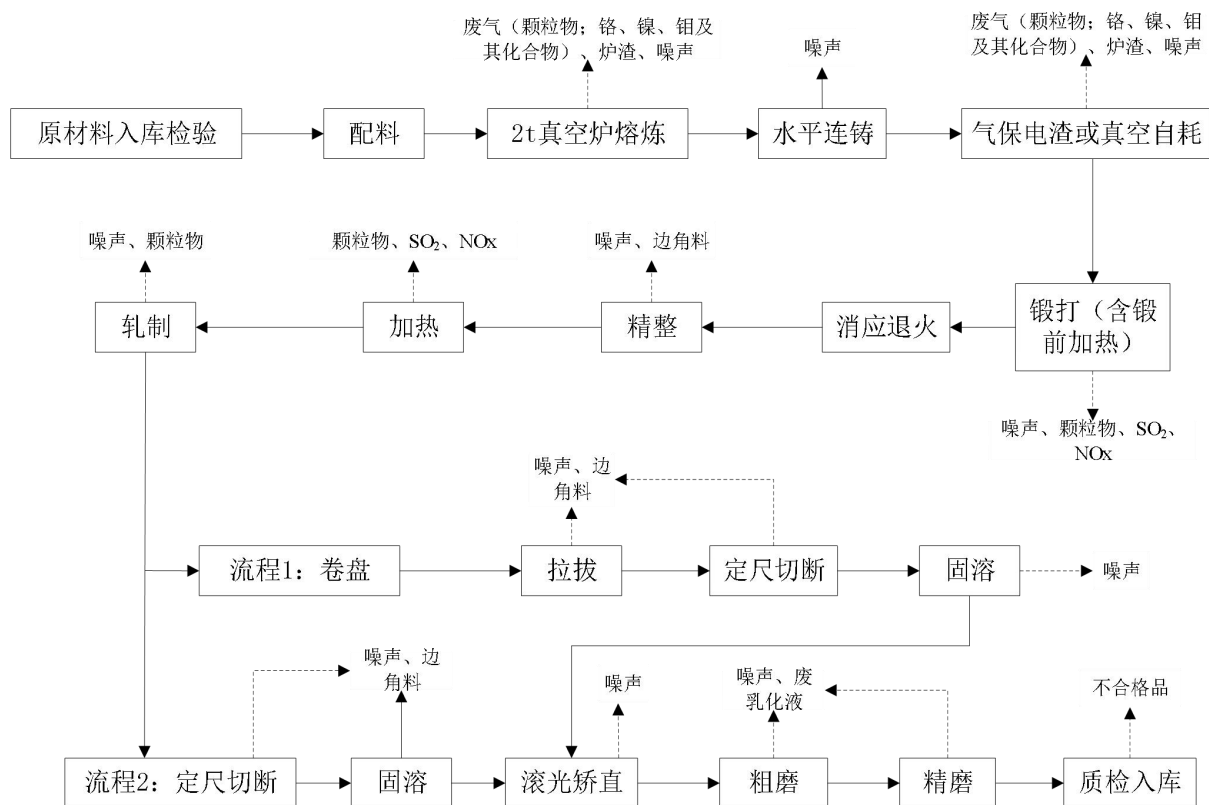 废气（颗粒物；铬、镍、钼及
其化合物）、炉渣、噪声
噪声
废气（颗粒物；铬、镍、钼
及其化合物）、炉渣、噪声
原材料入库检验
配料
2t真空炉熔炼
水平连铸
气保电渣或真空自耗
噪声、颗粒物
颗粒物、SO₂、NOx
噪声、边角料
轧制
加热
精整
消应退火
锻打（含锻
前加热）
噪声、颗粒物、SO₂、
NOx
噪声、边
角料
流程1：卷盘
拉拔
定尺切断
固溶
噪声
噪声、边
角料
噪声
噪声、废
乳化液
不合格品
流程2：定尺切断
固溶
滚光矫直
粗磨
精磨
质检入库